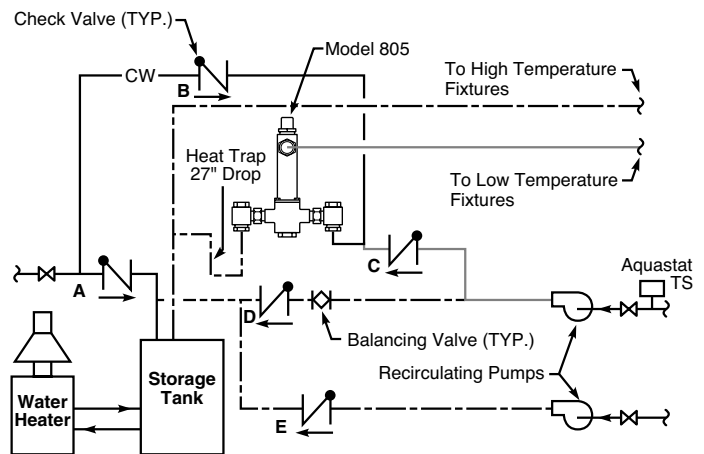 Check Valve (TYP.)
Model 805
CW
B
To High Temperature
Fixtures
Heat Trap
27" Drop
To Low Temperature
Fixtures
C
A
Aquastat
TS
D
Balancing Valve (TYP.)
Recirculating Pumps
Storage
Tank
Water
Heater
E